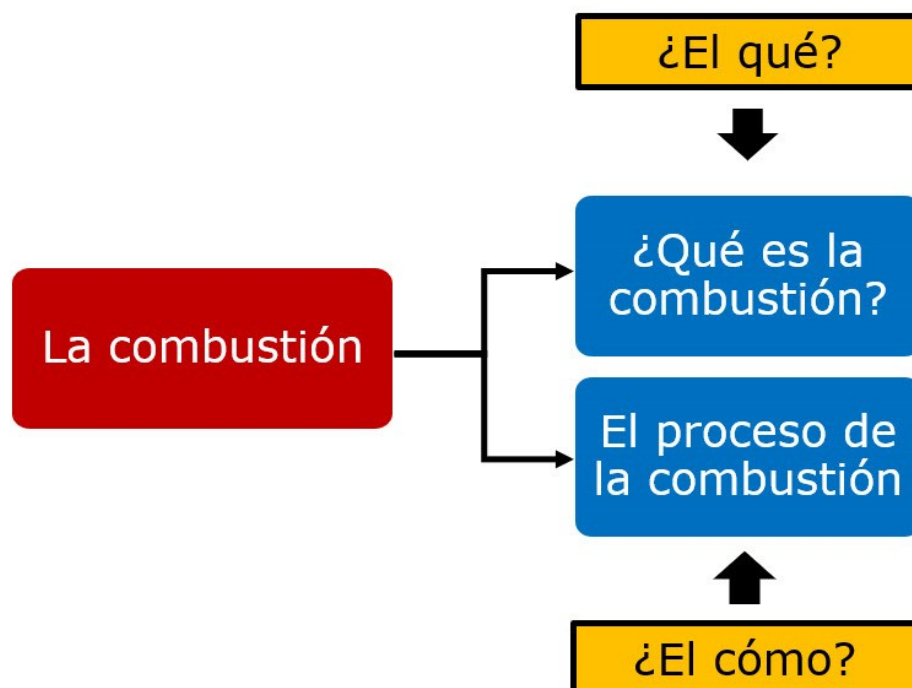 ¿El qué?
¿Qué es la
combustión?
La combustión
El proceso de
la combustión
¿El cómo?